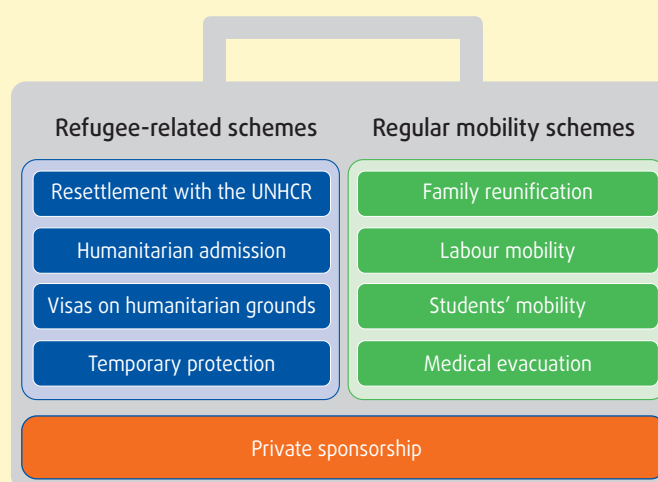 Refugee-related schemes
Resettlement with the UNHCR
Humanitarian admission
Visas on humanitarian grounds
Temporary protection
Regular mobility schemes
Family reunification
Labour mobility
Students’ mobility
Medical evacuation
Private sponsorship